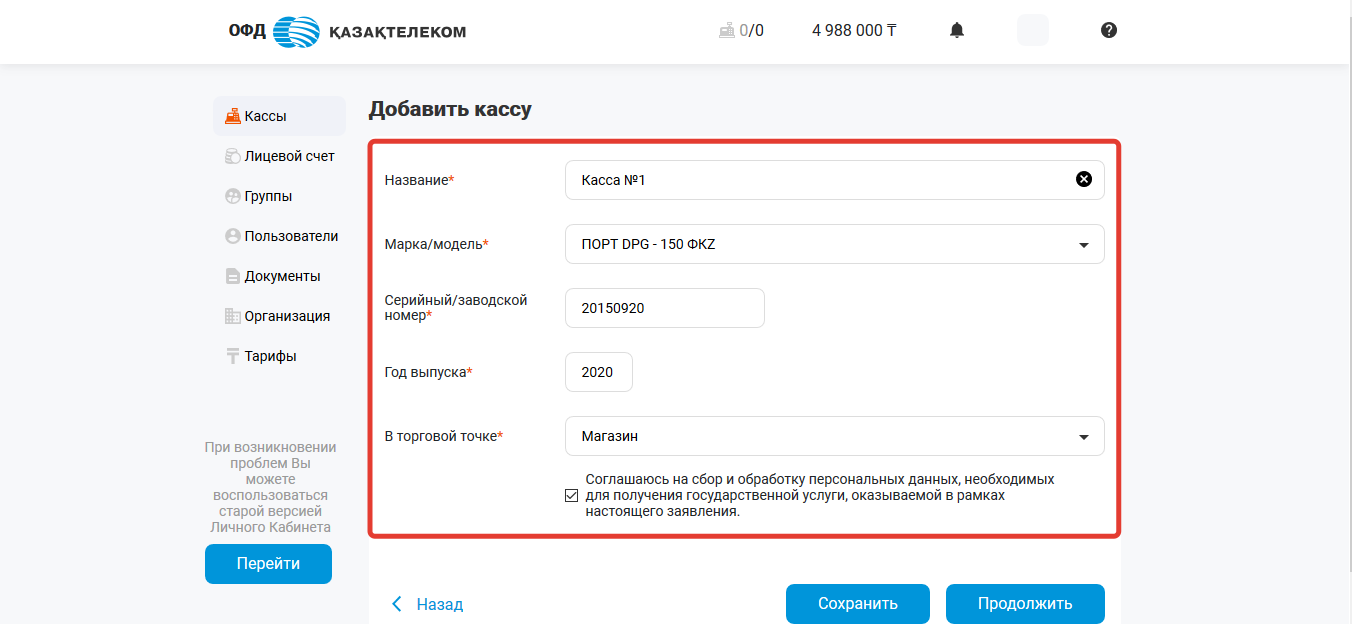 ОФД ҚАЗАҚТЕЛЕКОМ
0/0
4 988 000 ₸
Кассы
Лицевой счет
Группы
Пользователи
Документы
Организация
Тарифы
При возникновении
проблем Вы
можете
воспользоваться
старой версией
Личного Кабинета
Перейти
Добавить кассу
Название*
Касса №1
Марка/модель*
ПОРТ DPG - 150 ФKZ
Серийный/заводской
номер*
20150920
Год выпуска*
2020
В торговой точке*
Магазин
Соглашаюсь на сбор и обработку персональных данных, необходимых
для получения государственной услуги, оказываемой в рамках
настоящего заявления.
Назад
Сохранить
Продолжить